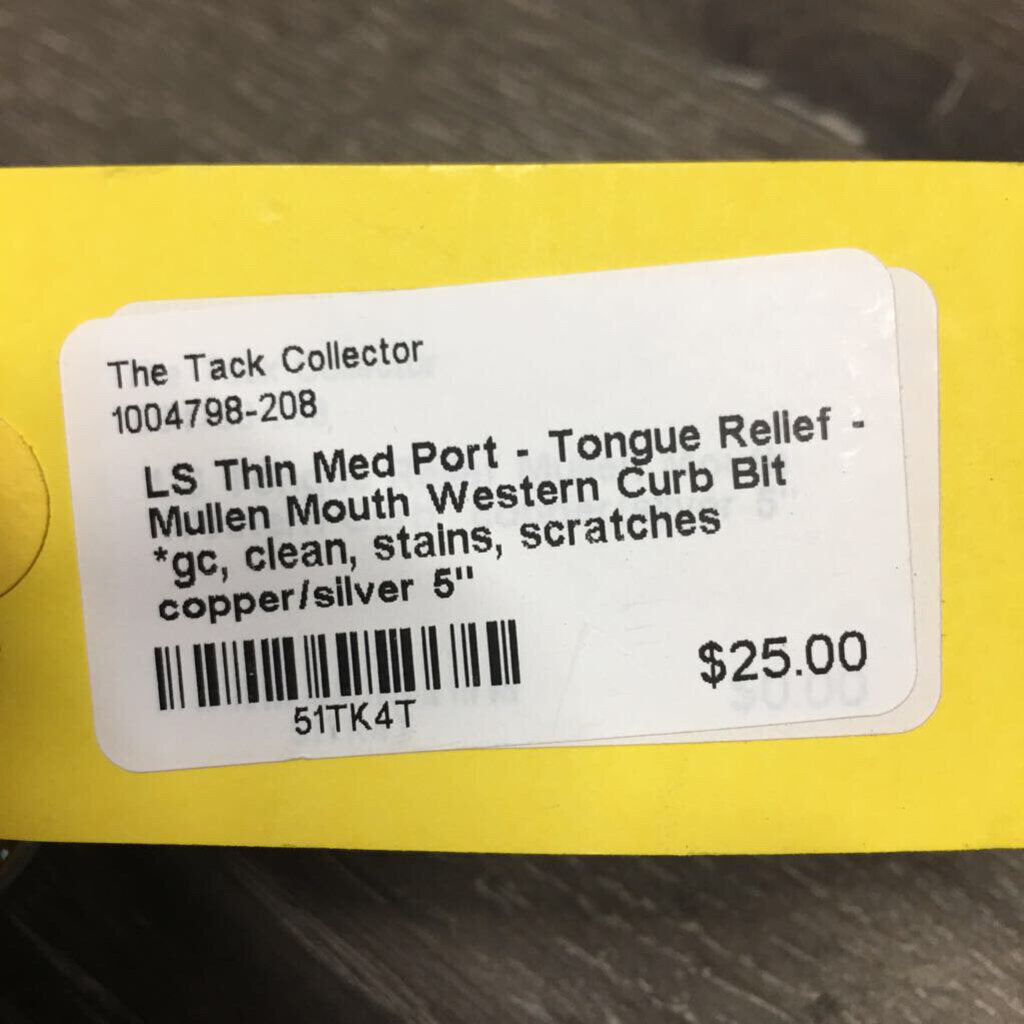 The Tack Collector
1004798-208
LS Thin Med Port - Tongue Relief -
Mullen Mouth Western Curb Bit
*gc, clean, stains, scratches
copper/silver 5"
$25.00
51TK4T